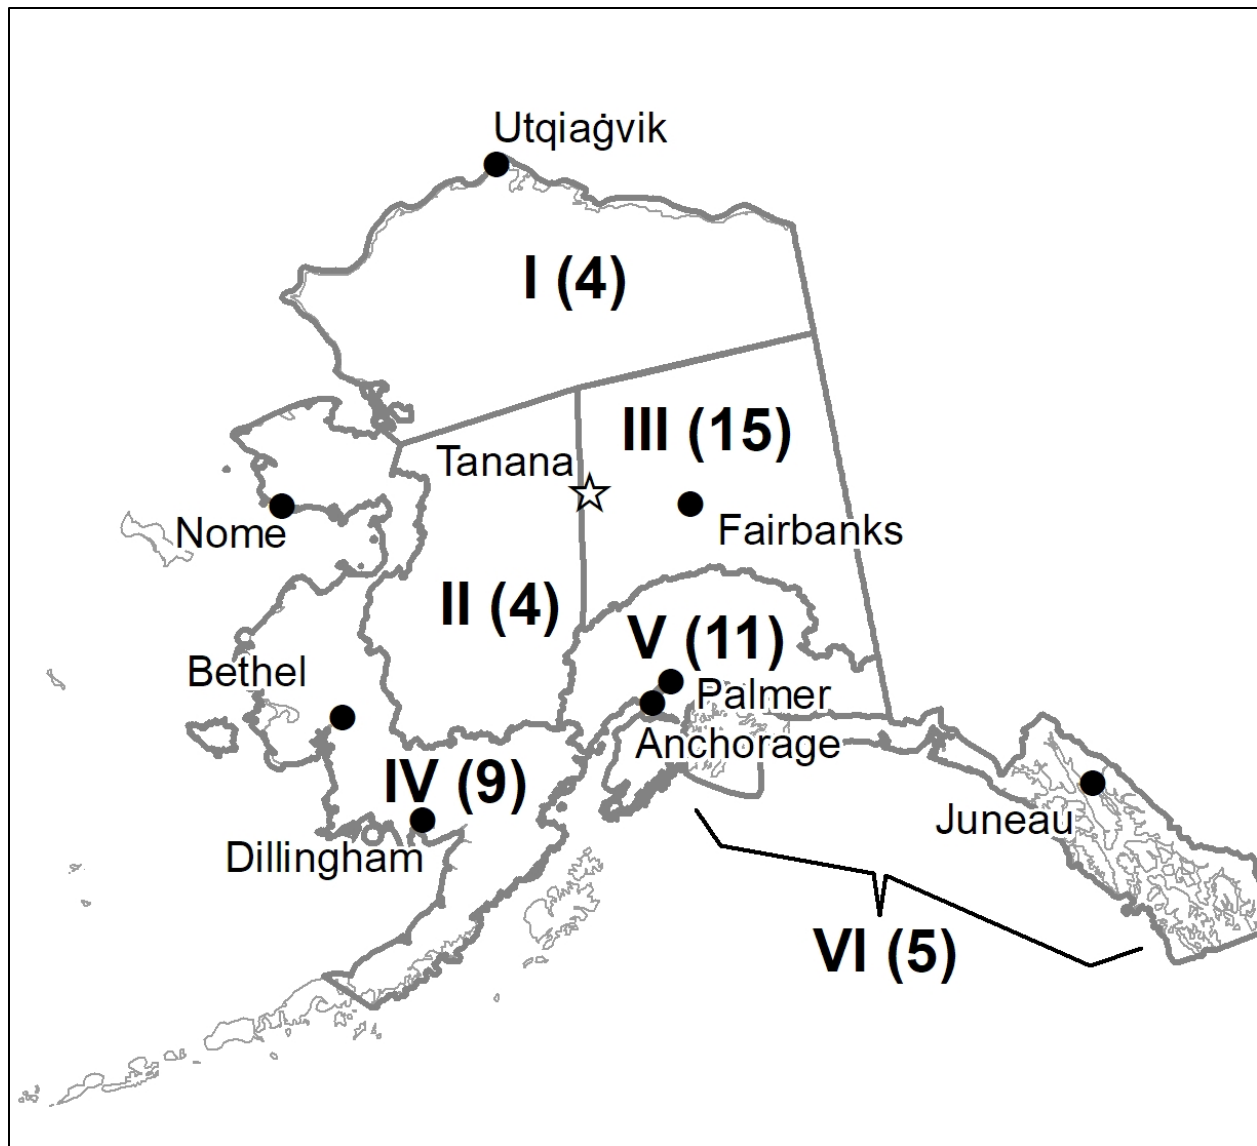 Utqiaġvik
I (4)
III (15)
Tanana
Nome
Fairbanks
II (4)
V (11)
Bethel
Palmer
Anchorage
IV (9)
Juneau
Dillingham
VI (5)